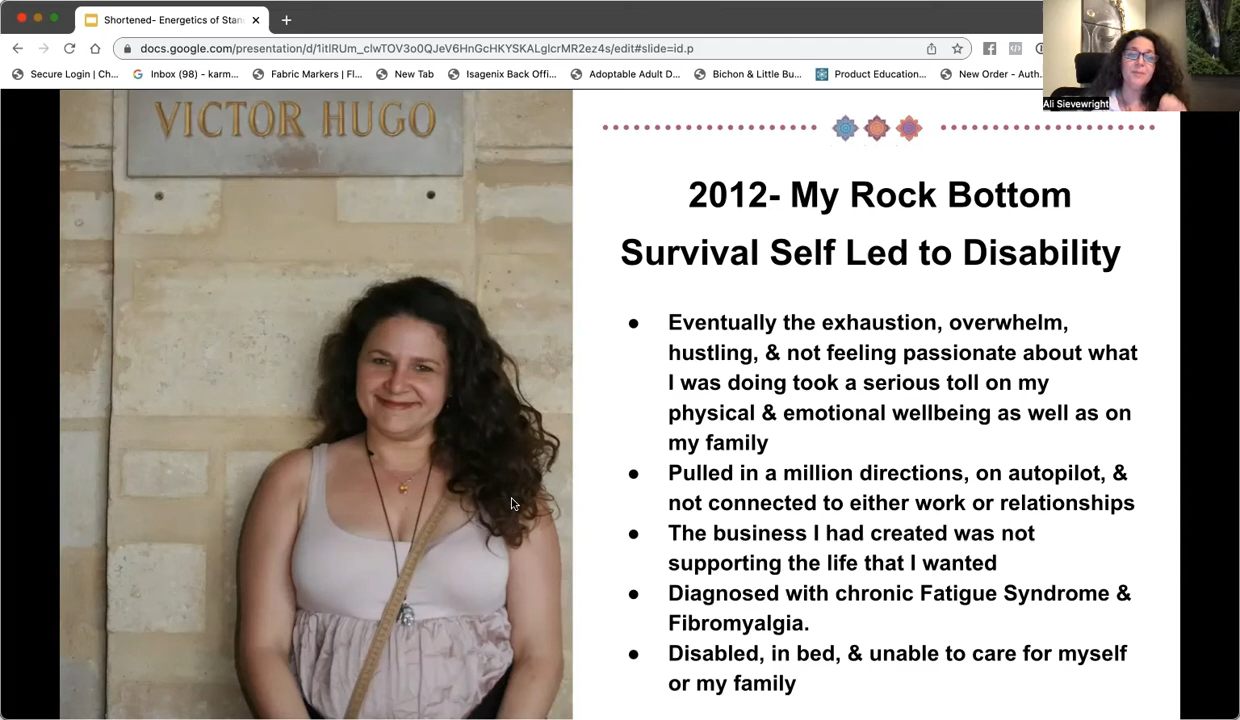 Shortened- Energetics of Stan
docs.google.com/presentation/d/1itlRUm_clwTOV3o0QJeV6HnGcHKYSKALglcrMR2ez4s/edit#slide=id.p
Secure Login | Ch... Inbox (98) - karm... Fabric Markers | Fl... New Tab Isagenix Back Offi... Adoptable Adult D... Bichon & Little Bu... Product Education... New Order - Auth...
Ali Sievewright
VICTOR HUGO
2012- My Rock Bottom
Survival Self Led to Disability
● Eventually the exhaustion, overwhelm,
hustling, & not feeling passionate about what
I was doing took a serious toll on my
physical & emotional wellbeing as well as on
my family
● Pulled in a million directions, on autopilot, &
not connected to either work or relationships
● The business I had created was not
supporting the life that I wanted
● Diagnosed with chronic Fatigue Syndrome &
Fibromyalgia.
● Disabled, in bed, & unable to care for myself
or my family